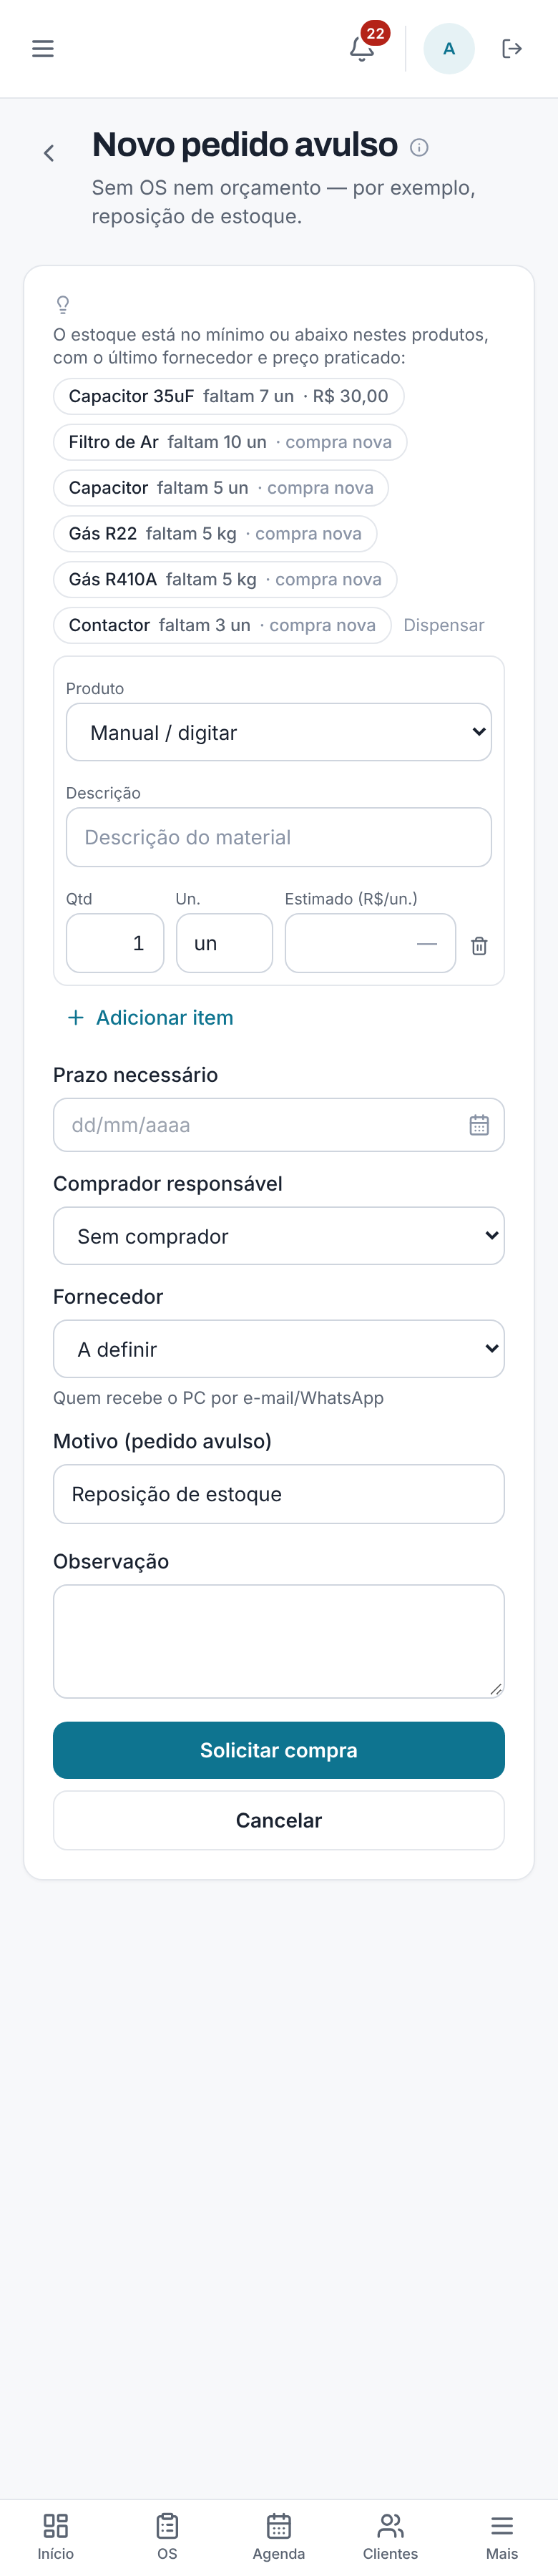 22
A
Novo pedido avulso
Sem OS nem orçamento — por exemplo,
reposição de estoque.
O estoque está no mínimo ou abaixo nestes produtos,
com o último fornecedor e preço praticado:
Capacitor 35uF faltam 7 un · R$ 30,00
Filtro de Ar faltam 10 un · compra nova
Capacitor faltam 5 un · compra nova
Gás R22 faltam 5 kg · compra nova
Gás R410A faltam 5 kg · compra nova
Contactor faltam 3 un · compra nova Dispensar
Produto
Manual / digitar
Descrição
Descrição do material
Qtd Un. Estimado (R$/un.)
1 un —
Adicionar item
Prazo necessário
dd/mm/aaaa
Comprador responsável
Sem comprador
Fornecedor
A definir
Quem recebe o PC por e-mail/WhatsApp
Motivo (pedido avulso)
Reposição de estoque
Observação
Solicitar compra
Cancelar
Início OS Agenda Clientes Mais